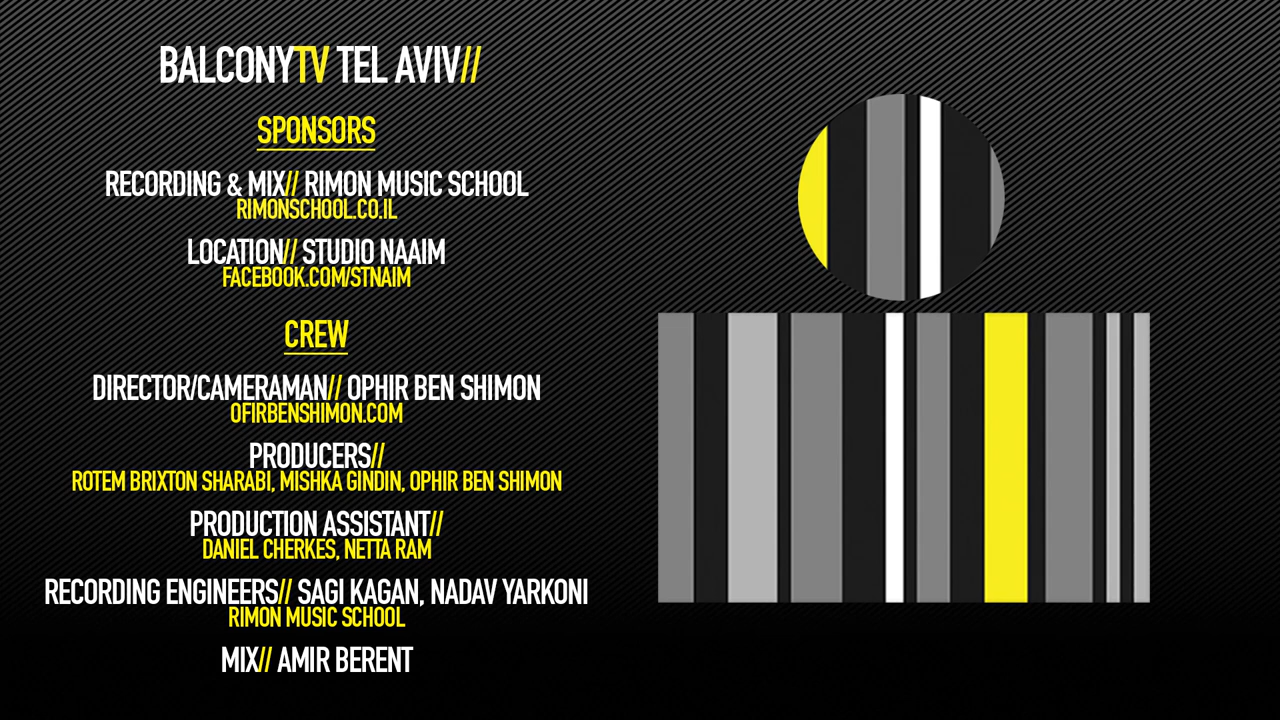 BALCONYTV TEL AVIV//
SPONSORS
RECORDING & MIX// RIMON MUSIC SCHOOL
RIMONSCHOOL.CO.IL
LOCATION// STUDIO NAAIM
FACEBOOK.COM/STNAIM
CREW
DIRECTOR/CAMERAMAN// OPHIR BEN SHIMON
OFIRBENSHIMON.COM
PRODUCERS//
ROTEM BRIXTON SHARABI, MISHKA GINDIN, OPHIR BEN SHIMON
PRODUCTION ASSISTANT//
DANIEL CHERKES, NETTA RAM
RECORDING ENGINEERS// SAGI KAGAN, NADAV YARKONI
RIMON MUSIC SCHOOL
MIX// AMIR BERENT